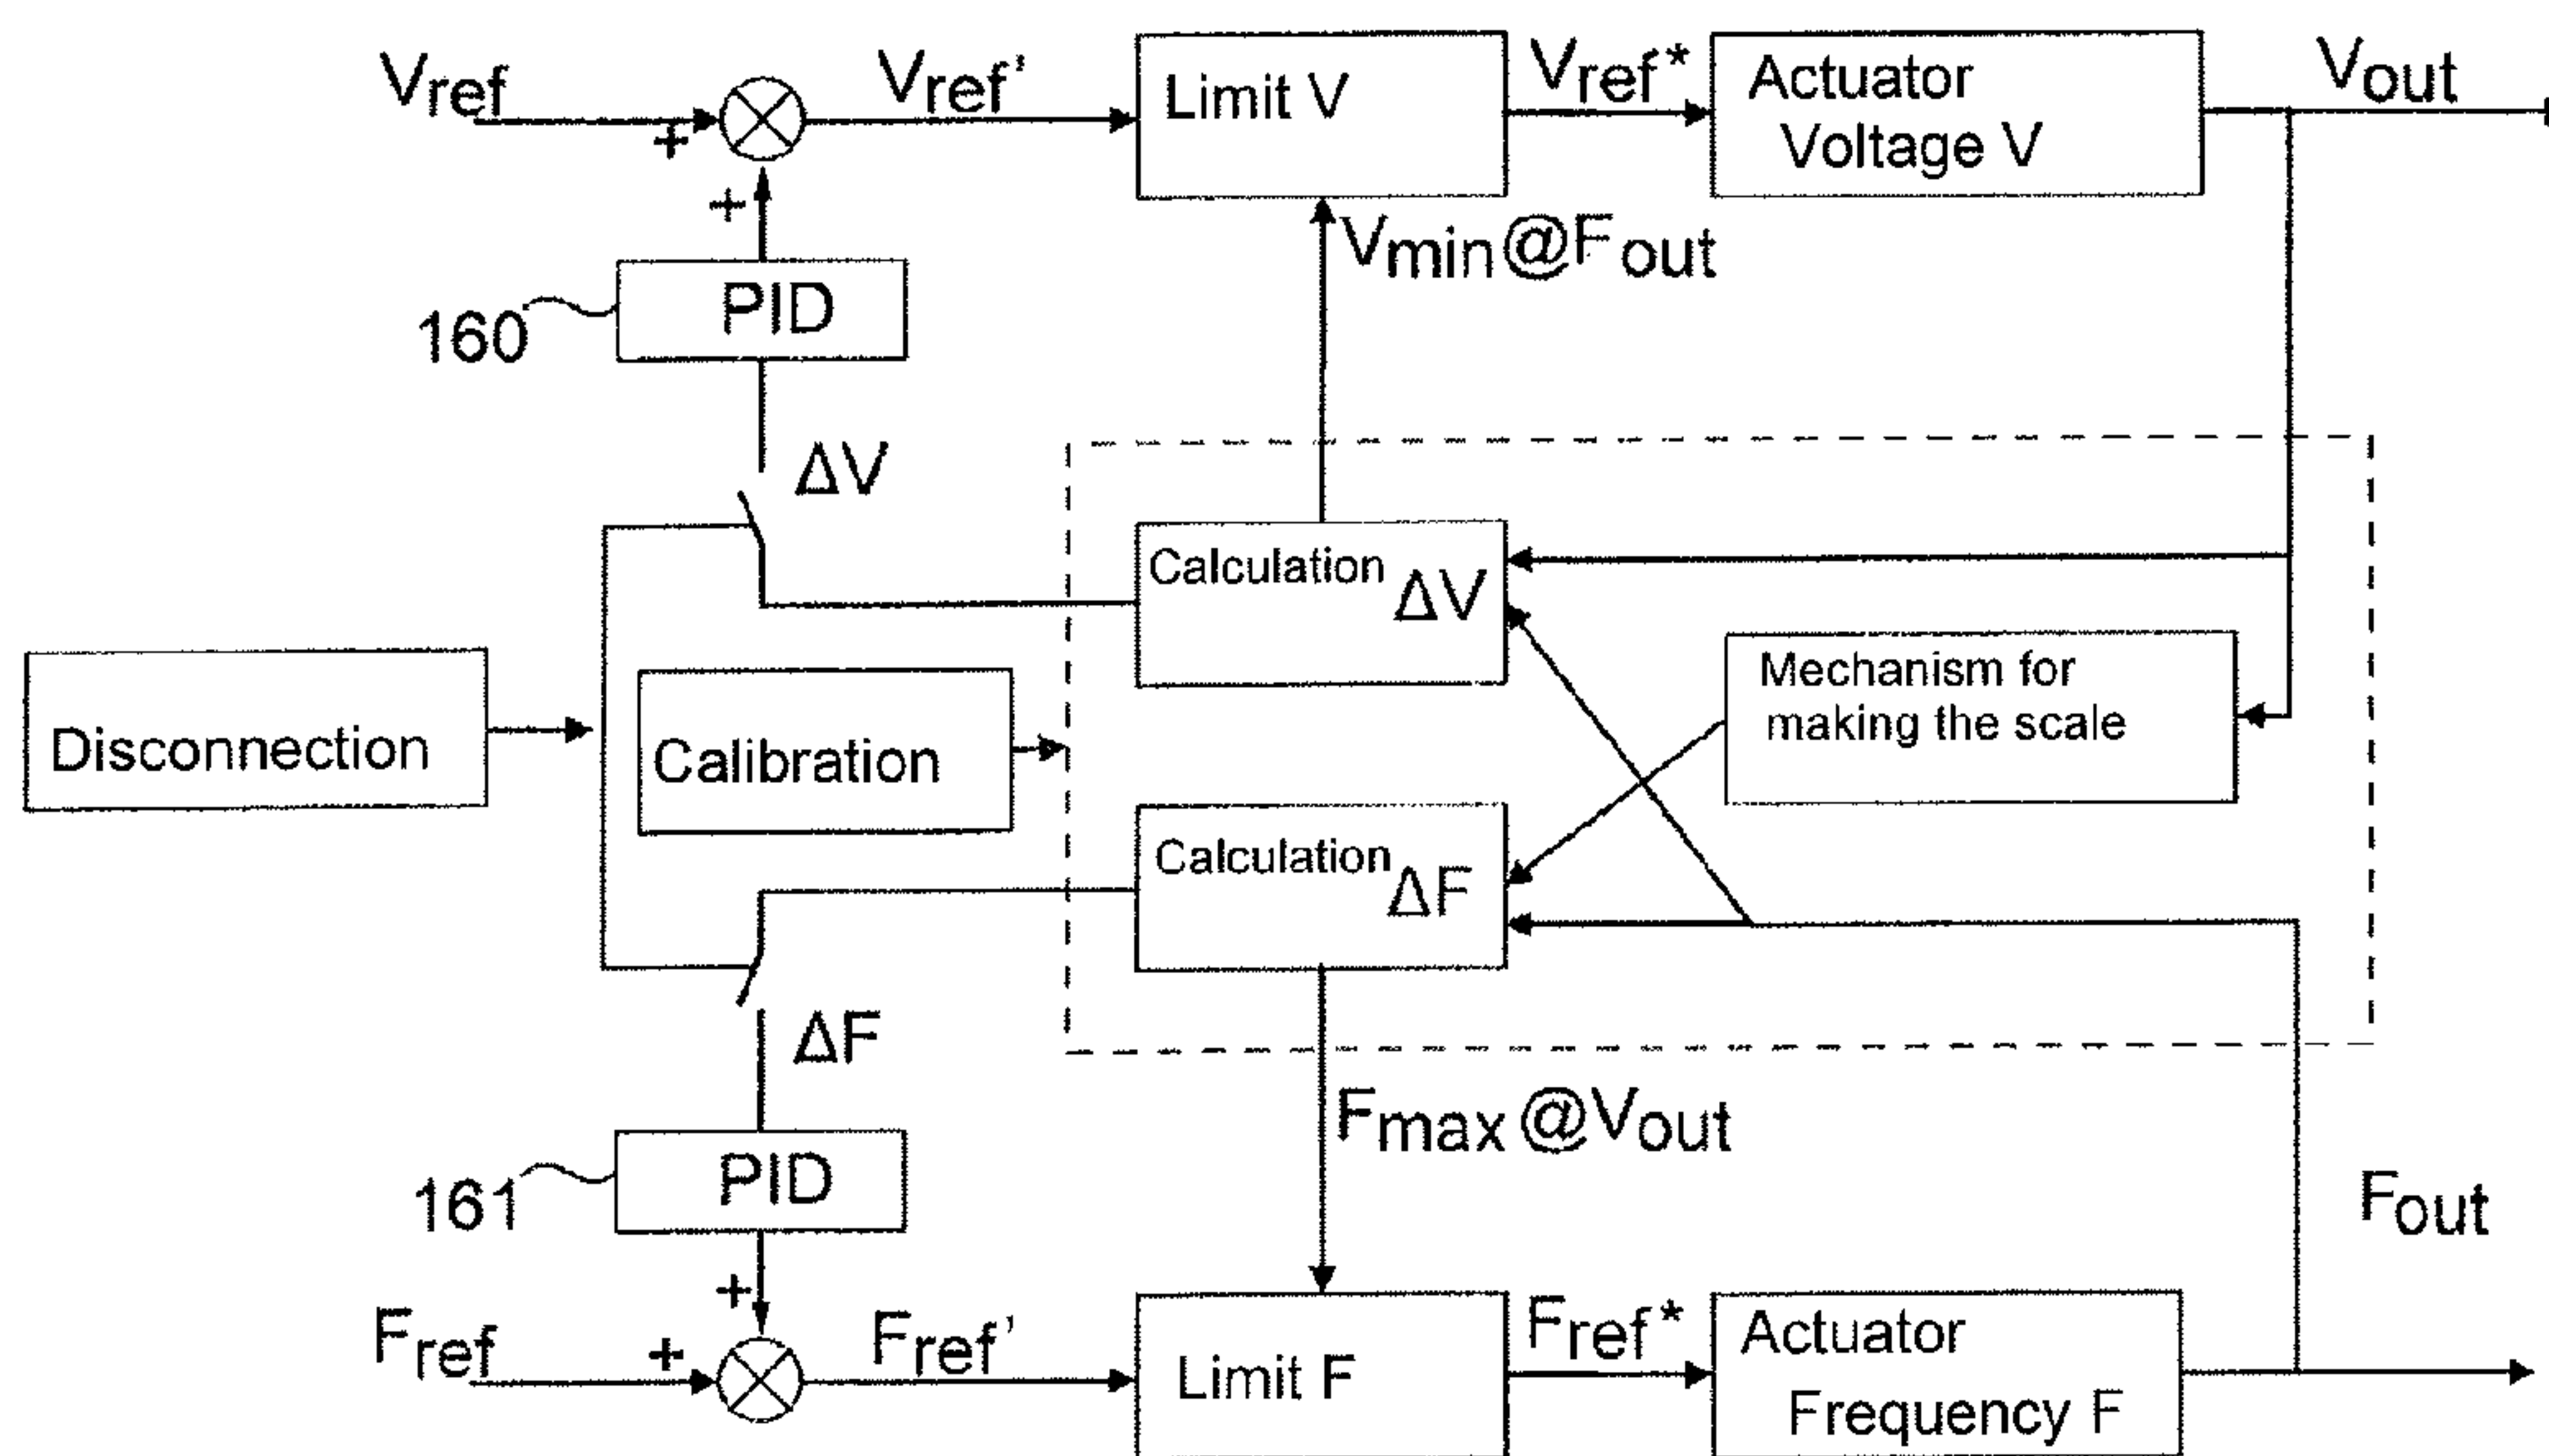 Vref
+
Vref'
Limit V
Vref*
Actuator
Voltage V
Vout
+
Vmin@Fout
160
PID
ΔV
Calculation
ΔV
Mechanism for
making the scale
Disconnection
Calibration
Calculation
ΔF
ΔF
Fmax@Vout
161
PID
Fout
+
Fref
+
Fref'
Limit F
Fref*
Actuator
Frequency F